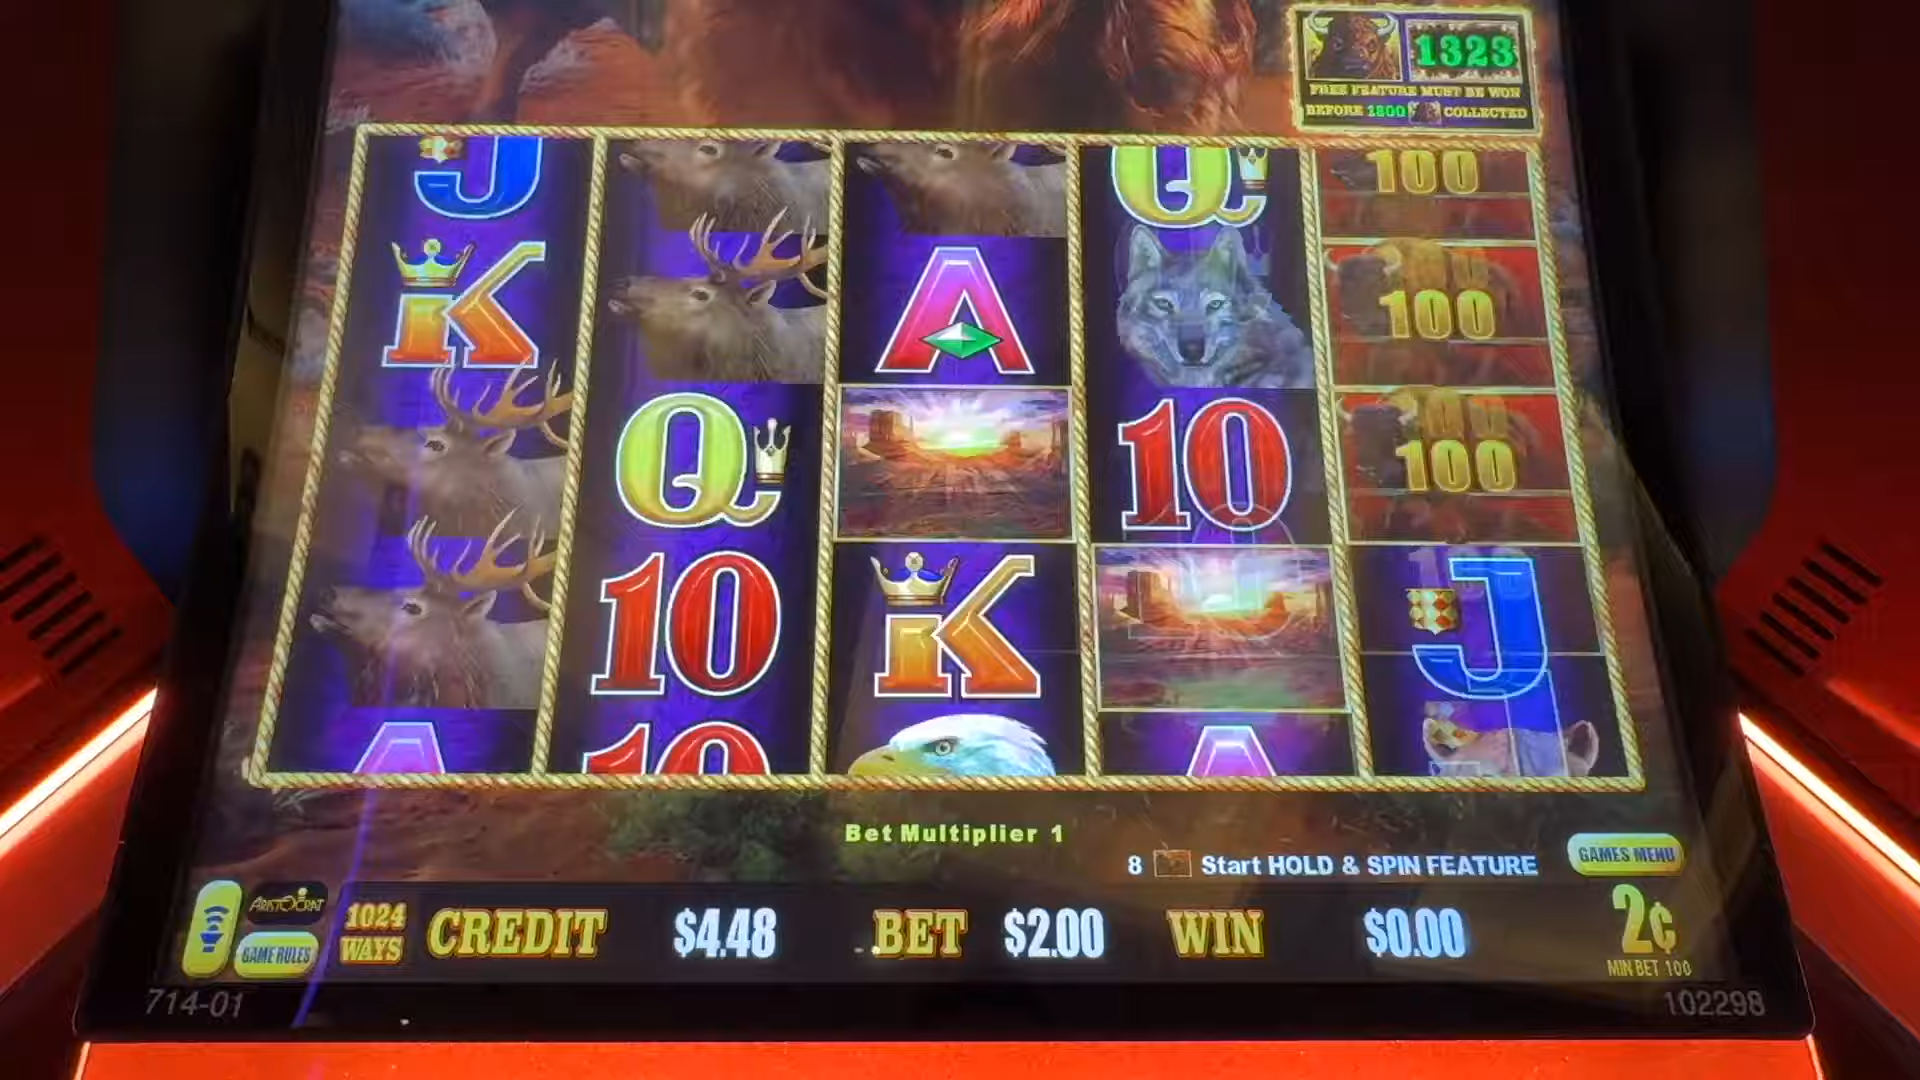 1323
FREE FEATURE MUST BE WON
BEFORE 1800 COLLECTED
J
Q
100
K
A
100
Q
10
100
10
K
J
A
10
A
Bet Multiplier 1
8 Start HOLD & SPIN FEATURE
GAMES MENU
ARISTOCRAT
GAME RULES
1024
WAYS
CREDIT $4.48 BET $2.00 WIN $0.00
2¢
MIN BET 100
714-01
102298